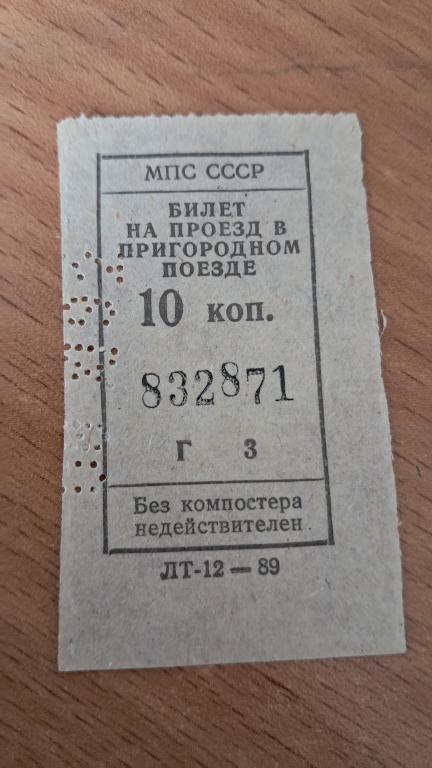 МПС СССР
БИЛЕТ
НА ПРОЕЗД В
ПРИГОРОДНОМ
ПОЕЗДЕ
10 коп.
832871
Г 3
Без компостера
недействителен
ЛТ-12—89